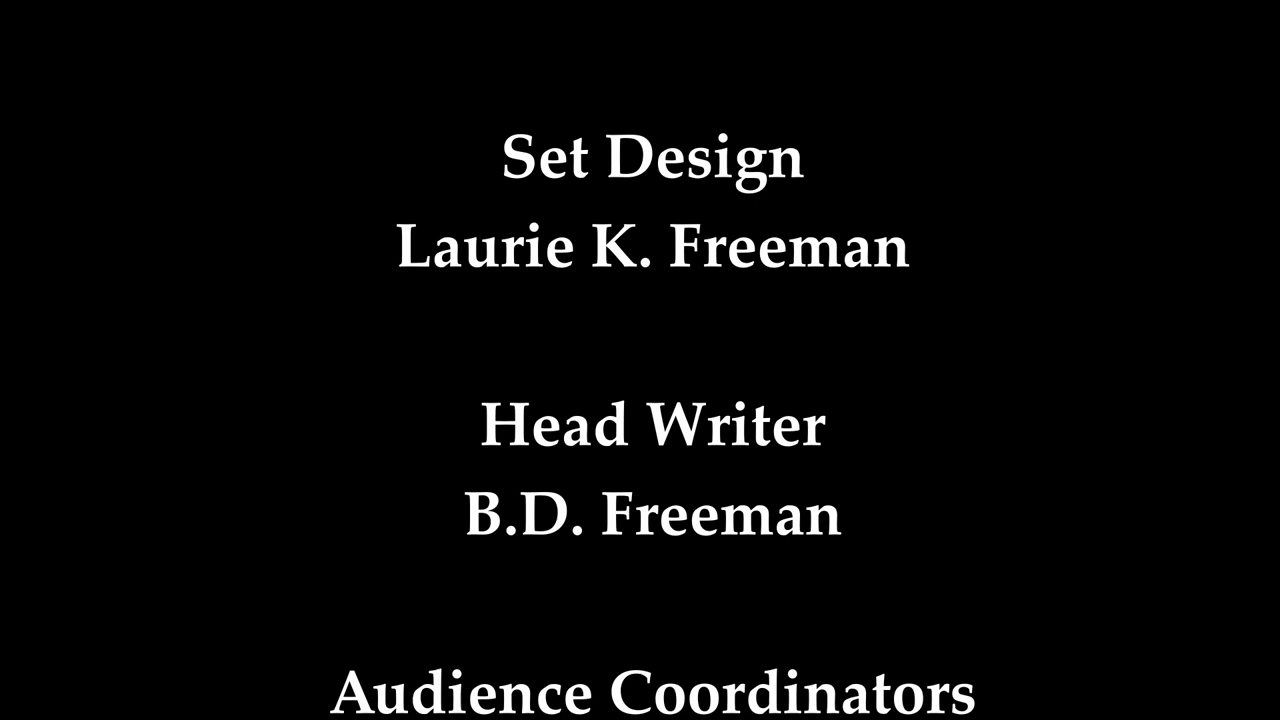 Set Design
Laurie K. Freeman
Head Writer
B.D. Freeman
Audience Coordinators